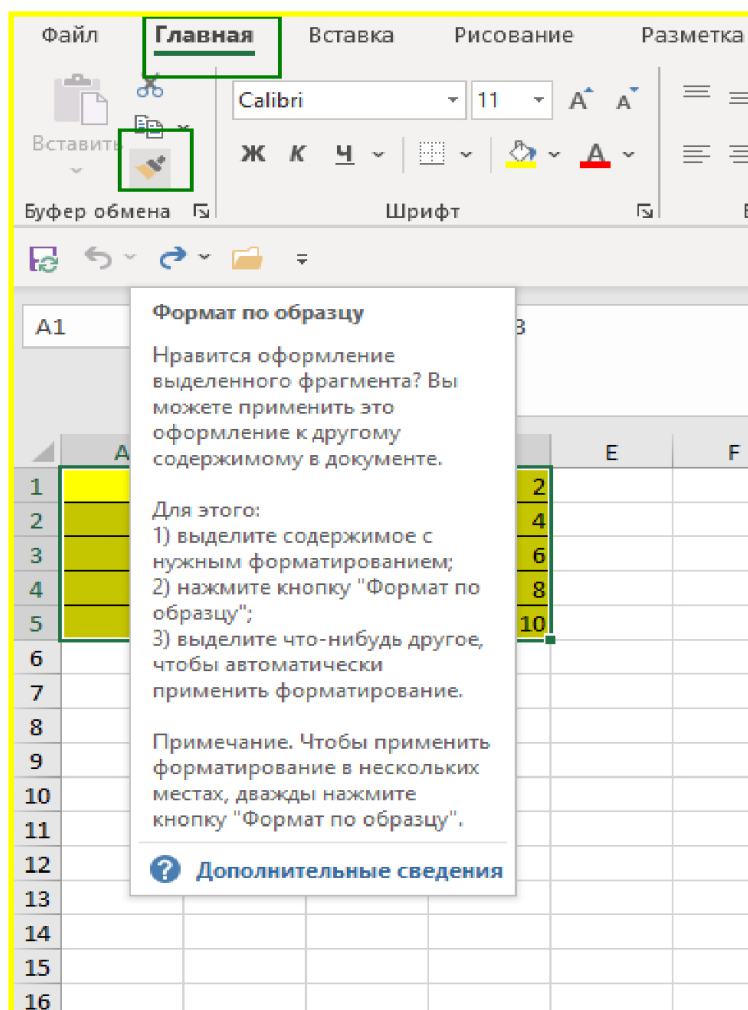 Файл Главная Вставка Рисование Разметка
Calibri 11 A A
Вставить
Ж К Ч А
Буфер обмена Шрифт
A1
Формат по образцу
Нравится оформление
выделенного фрагмента? Вы
можете применить это
оформление к другому
содержимому в документе.
Для этого:
1) выделите содержимое с
нужным форматированием;
2) нажмите кнопку "Формат по
образцу";
3) выделите что-нибудь другое,
чтобы автоматически
применить форматирование.
Примечание. Чтобы применить
форматирование в нескольких
местах, дважды нажмите
кнопку "Формат по образцу".
Дополнительные сведения
A E F
1 2
2 4
3 6
4 8
5 10
6
7
8
9
10
11
12
13
14
15
16